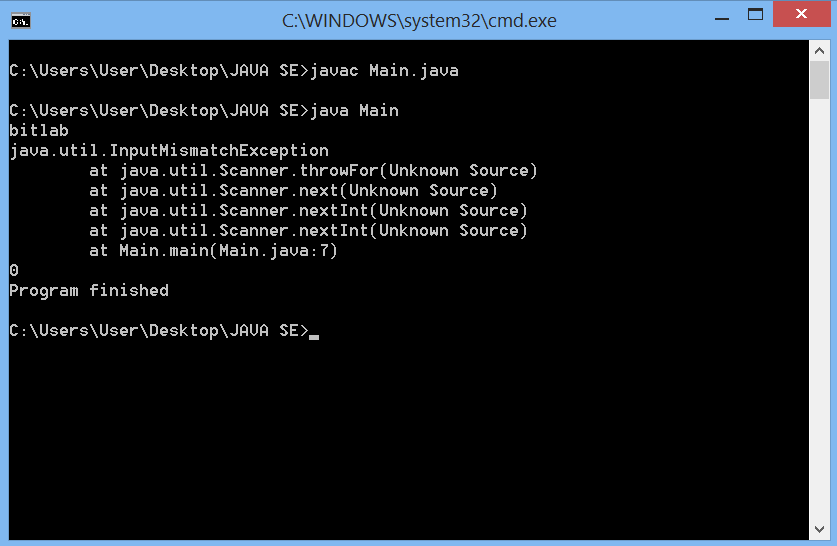 C:\WINDOWS\system32\cmd.exe
C:\Users\User\Desktop\JAVA SE>javac Main.java
C:\Users\User\Desktop\JAVA SE>java Main
bitlab
java.util.InputMismatchException
        at java.util.Scanner.throwFor(Unknown Source)
        at java.util.Scanner.next(Unknown Source)
        at java.util.Scanner.nextInt(Unknown Source)
        at java.util.Scanner.nextInt(Unknown Source)
        at Main.main(Main.java:7)
0
Program finished
C:\Users\User\Desktop\JAVA SE>_